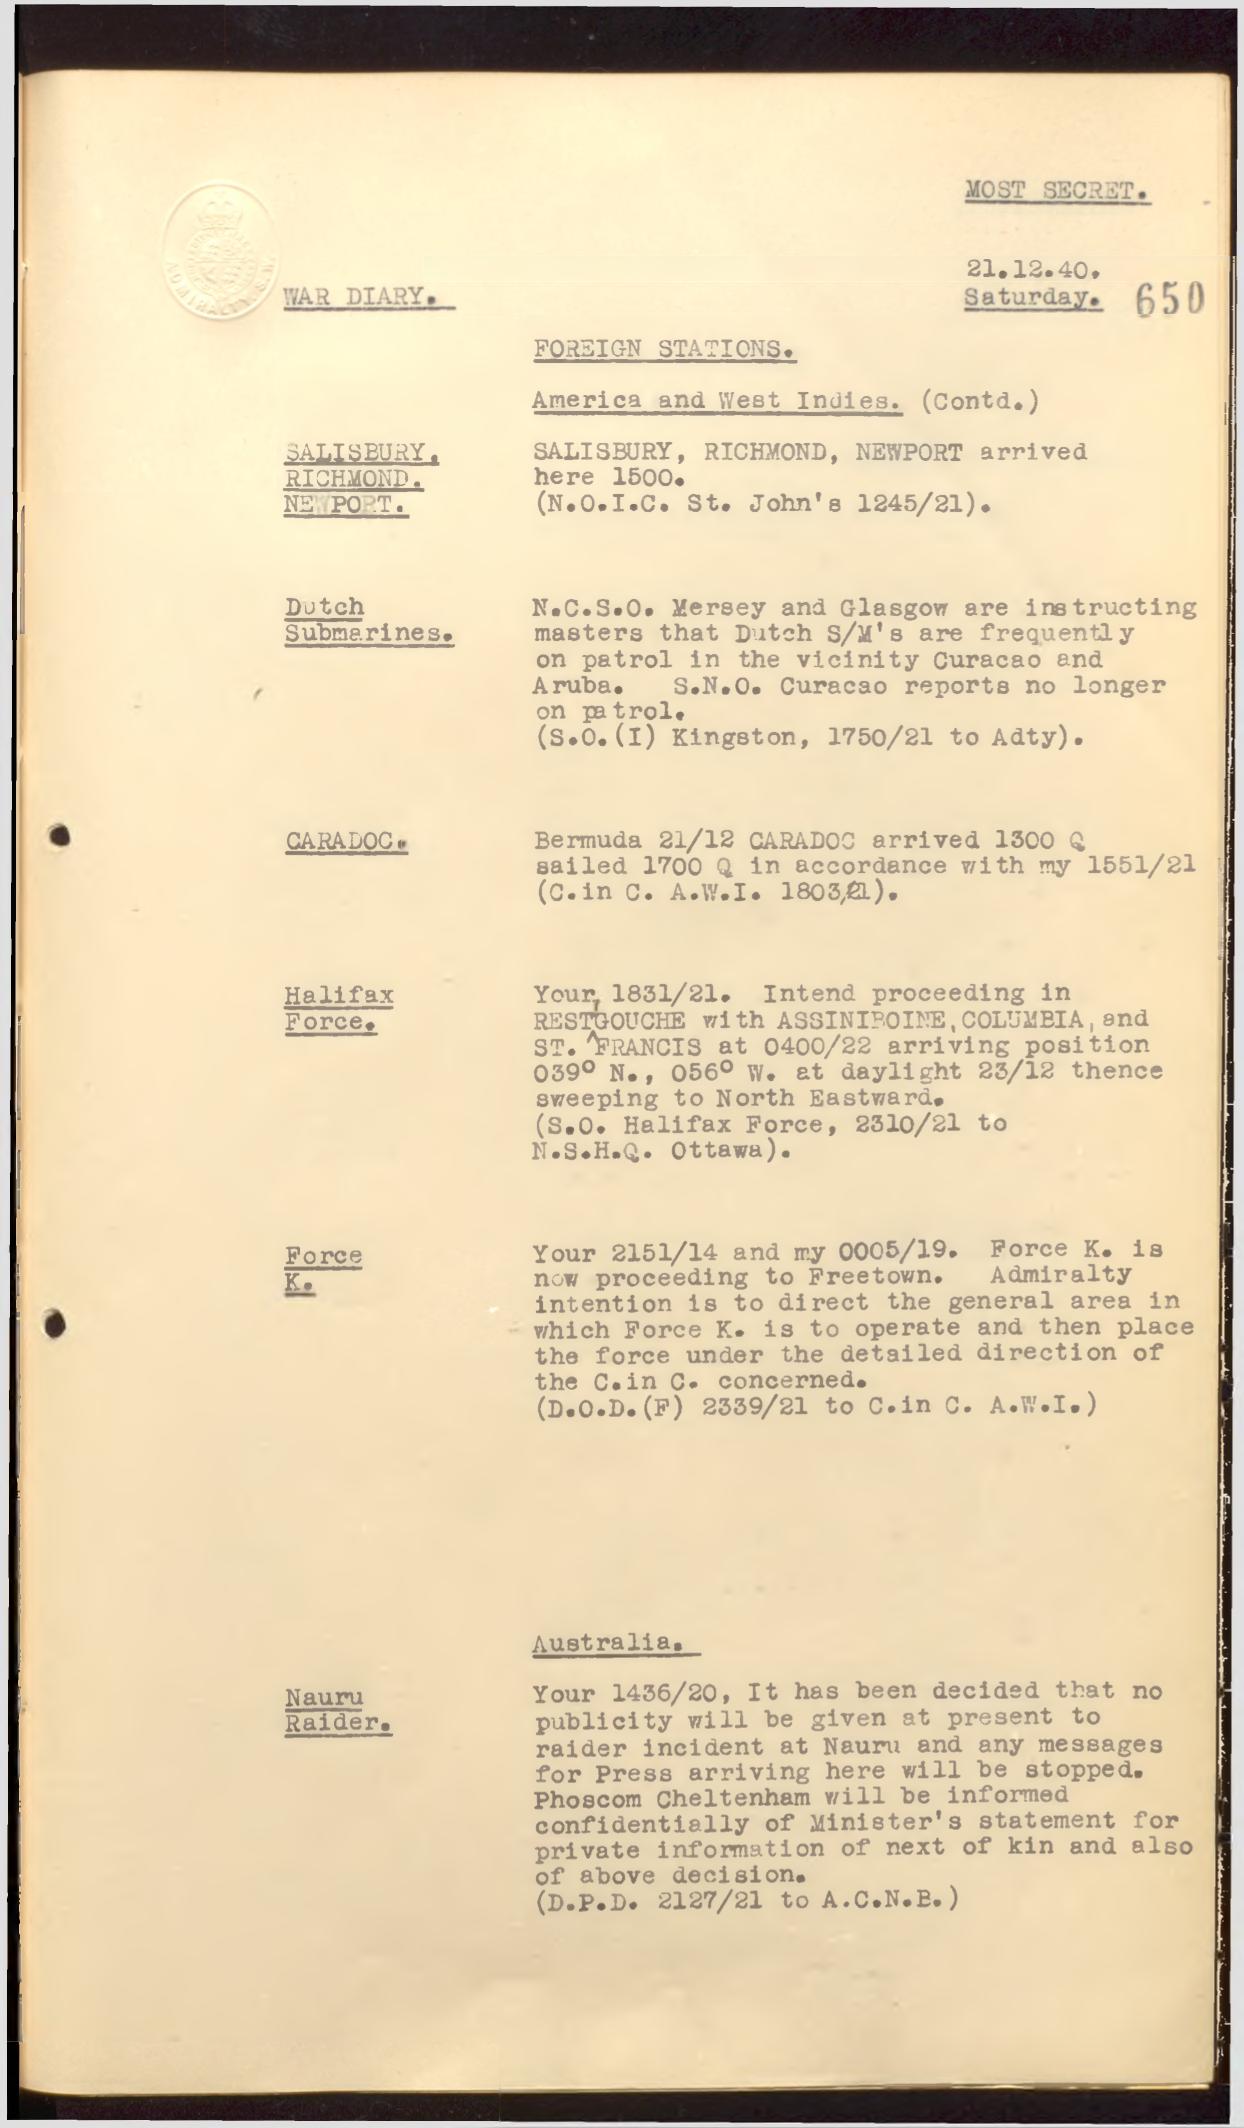 MOST SECRET.
ADMIRALTY. S.W.
21.12.40.
WAR DIARY.
Saturday. 650
FOREIGN STATIONS.
America and West Indies. (Contd.)
SALISBURY.
RICHMOND.
NEWPORT.
SALISBURY, RICHMOND, NEWPORT arrived
here 1500.
(N.O.I.C. St. John's 1245/21).
Dutch
Submarines.
N.C.S.O. Mersey and Glasgow are instructing
masters that Dutch S/M's are frequently
on patrol in the vicinity Curacao and
Aruba. S.N.O. Curacao reports no longer
on patrol.
(S.O.(I) Kingston, 1750/21 to Adty).
CARADOC.
Bermuda 21/12 CARADOC arrived 1300 Q
sailed 1700 Q in accordance with my 1551/21
(C.in C. A.W.I. 1803/21).
Halifax
Force.
Your 1831/21. Intend proceeding in
RESTIGOUCHE with ASSINIBOINE, COLUMBIA, and
ST. FRANCIS at 0400/22 arriving position
039° N., 056° W. at daylight 23/12 thence
sweeping to North Eastward.
(S.O. Halifax Force, 2310/21 to
N.S.H.Q. Ottawa).
Force
K.
Your 2151/14 and my 0005/19. Force K. is
now proceeding to Freetown. Admiralty
intention is to direct the general area in
which Force K. is to operate and then place
the force under the detailed direction of
the C.in C. concerned.
(D.O.D.(F) 2339/21 to C.in C. A.W.I.)
Australia.
Nauru
Raider.
Your 1436/20, It has been decided that no
publicity will be given at present to
raider incident at Nauru and any messages
for Press arriving here will be stopped.
Phoscom Cheltenham will be informed
confidentially of Minister's statement for
private information of next of kin and also
of above decision.
(D.P.D. 2127/21 to A.C.N.B.)